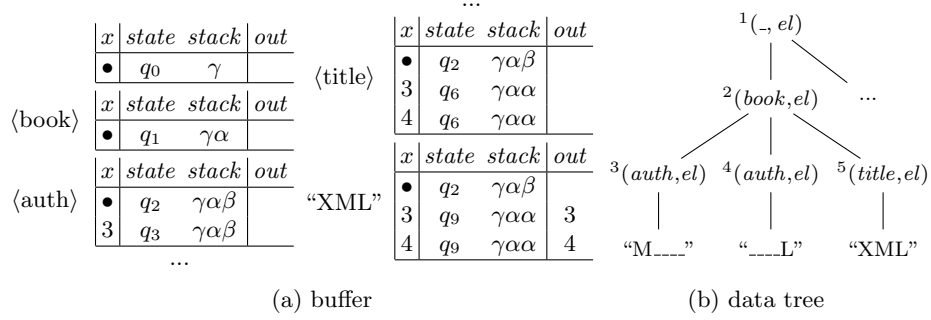 x state stack out
• q₀ γ
⟨book⟩
x state stack out
• q₁ γα
⟨auth⟩
x state stack out
• q₂ γαβ
3 q₃ γαβ
...
...
⟨title⟩
x state stack out
• q₂ γαβ
3 q₆ γαα
4 q₆ γαα
“XML”
x state stack out
• q₂ γαβ
3 q₉ γαα 3
4 q₉ γαα 4
(a) buffer
¹(_, el)
²(book,el) ...
³(auth,el) ⁴(auth,el) ⁵(title,el)
“M____” “____L” “XML”
(b) data tree